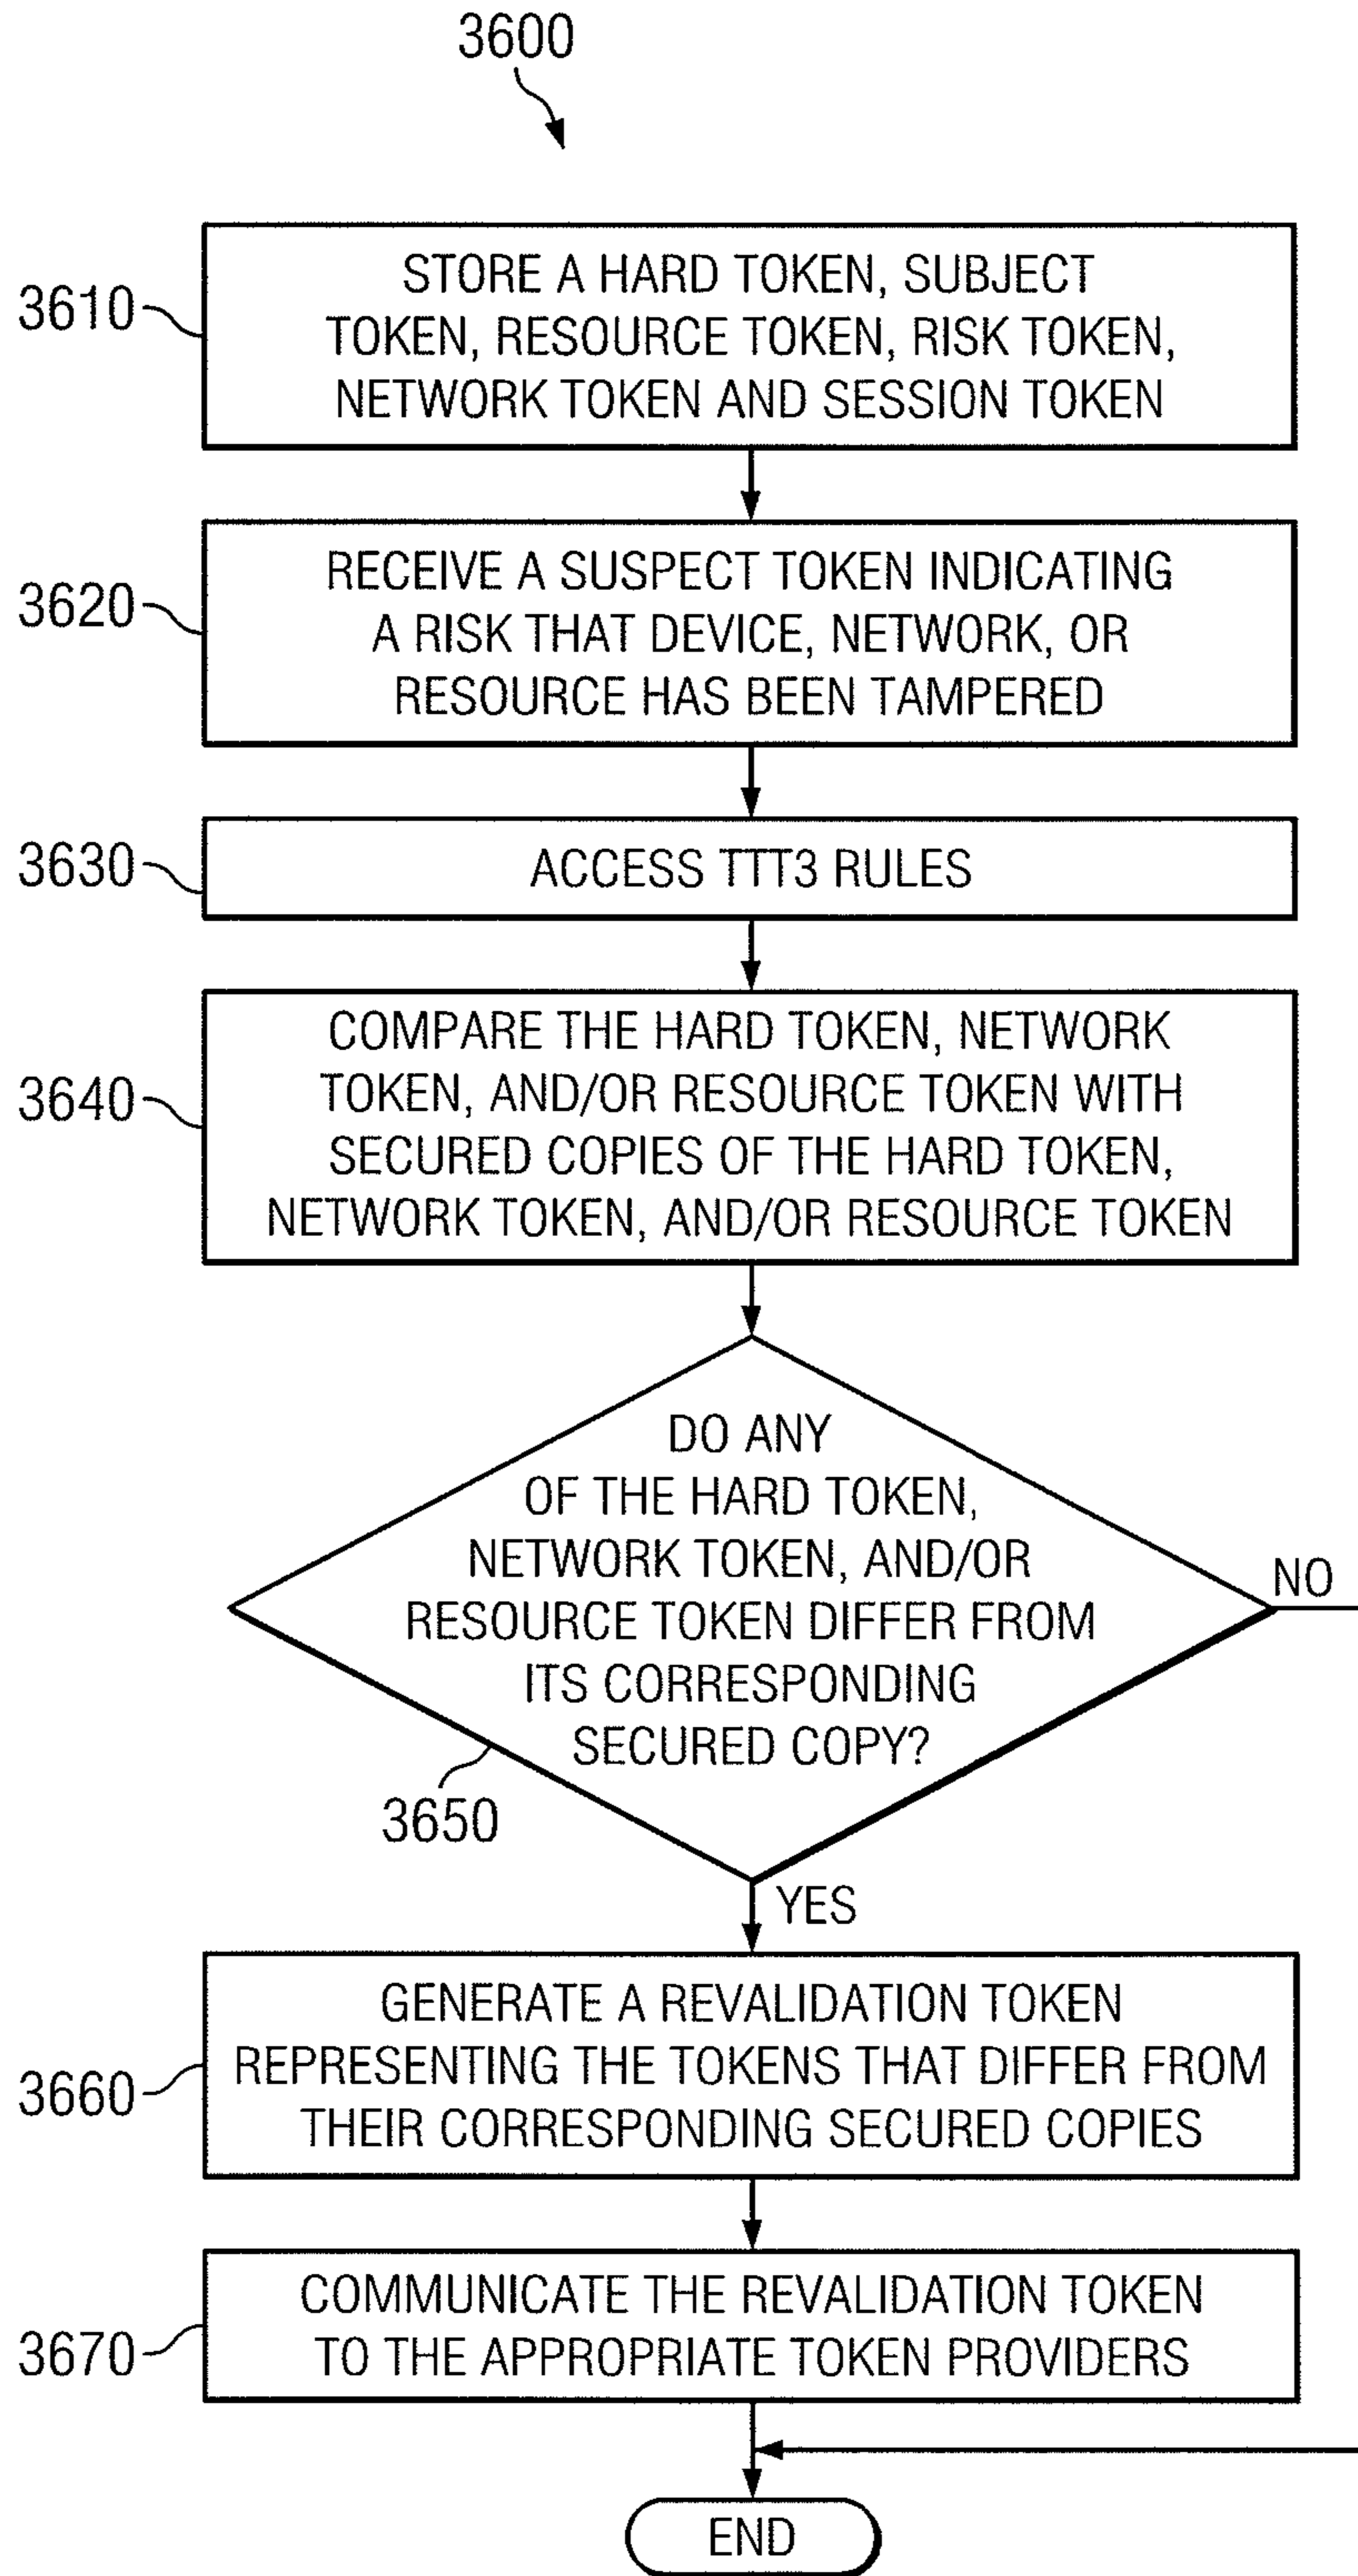 3600
3610
STORE A HARD TOKEN, SUBJECT
TOKEN, RESOURCE TOKEN, RISK TOKEN,
NETWORK TOKEN AND SESSION TOKEN
3620
RECEIVE A SUSPECT TOKEN INDICATING
A RISK THAT DEVICE, NETWORK, OR
RESOURCE HAS BEEN TAMPERED
3630
ACCESS TTT3 RULES
3640
COMPARE THE HARD TOKEN, NETWORK
TOKEN, AND/OR RESOURCE TOKEN WITH
SECURED COPIES OF THE HARD TOKEN,
NETWORK TOKEN, AND/OR RESOURCE TOKEN
DO ANY
OF THE HARD TOKEN,
NETWORK TOKEN, AND/OR
RESOURCE TOKEN DIFFER FROM
ITS CORRESPONDING
SECURED COPY?
NO
3650
YES
3660
GENERATE A REVALIDATION TOKEN
REPRESENTING THE TOKENS THAT DIFFER FROM
THEIR CORRESPONDING SECURED COPIES
3670
COMMUNICATE THE REVALIDATION TOKEN
TO THE APPROPRIATE TOKEN PROVIDERS
END